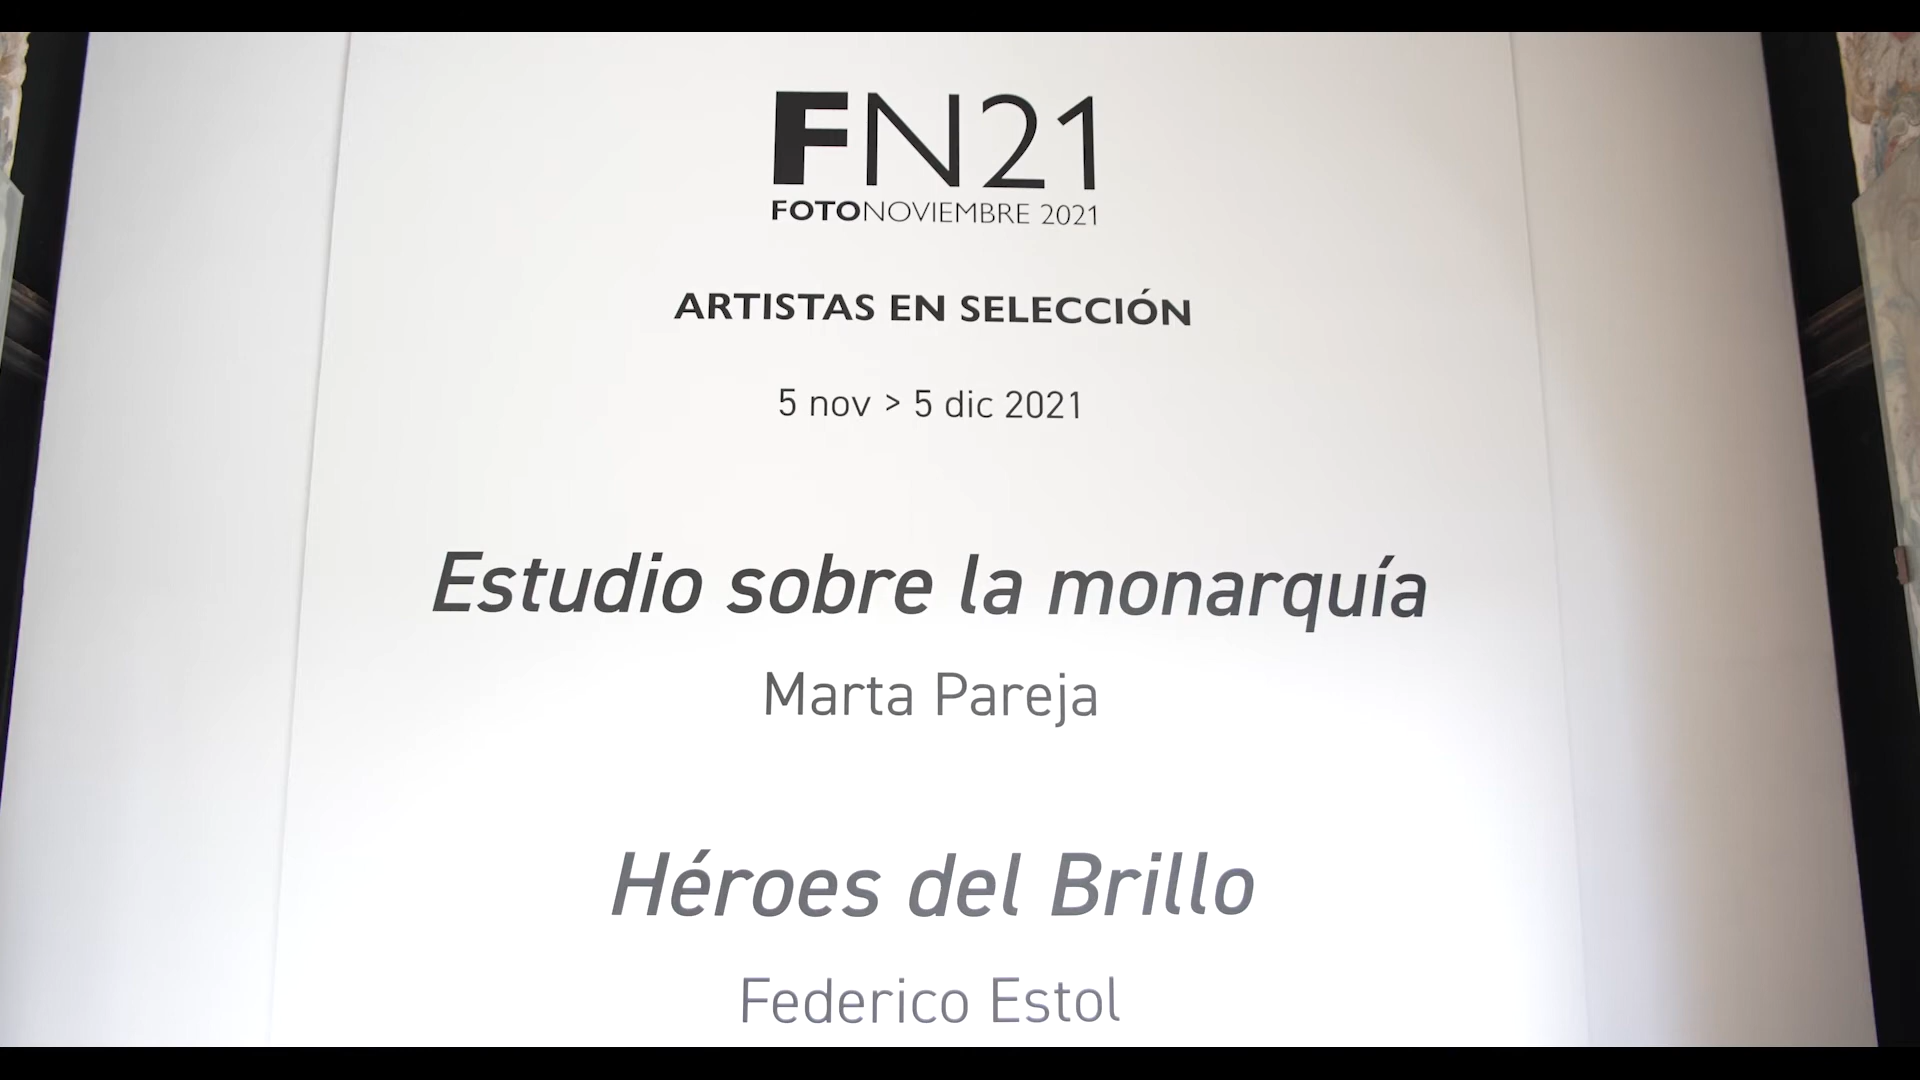 FN21
FOTONOVIEMBRE 2021
ARTISTAS EN SELECCIÓN
5 nov > 5 dic 2021
Estudio sobre la monarquía
Marta Pareja
Héroes del Brillo
Federico Estol